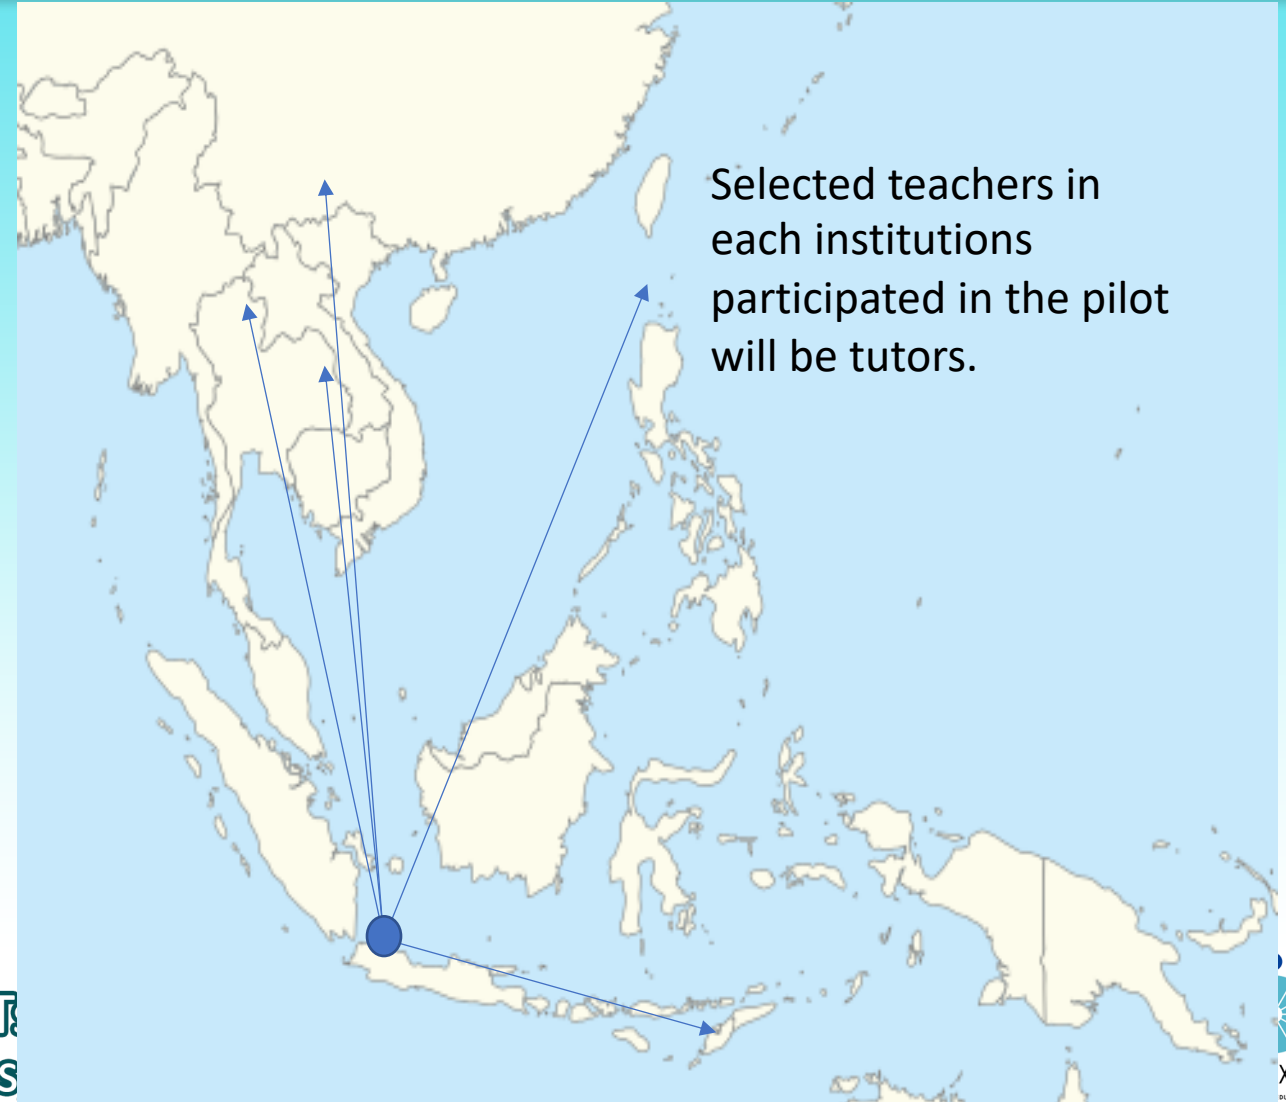 Selected teachers in
each institutions
participated in the pilot
will be tutors.